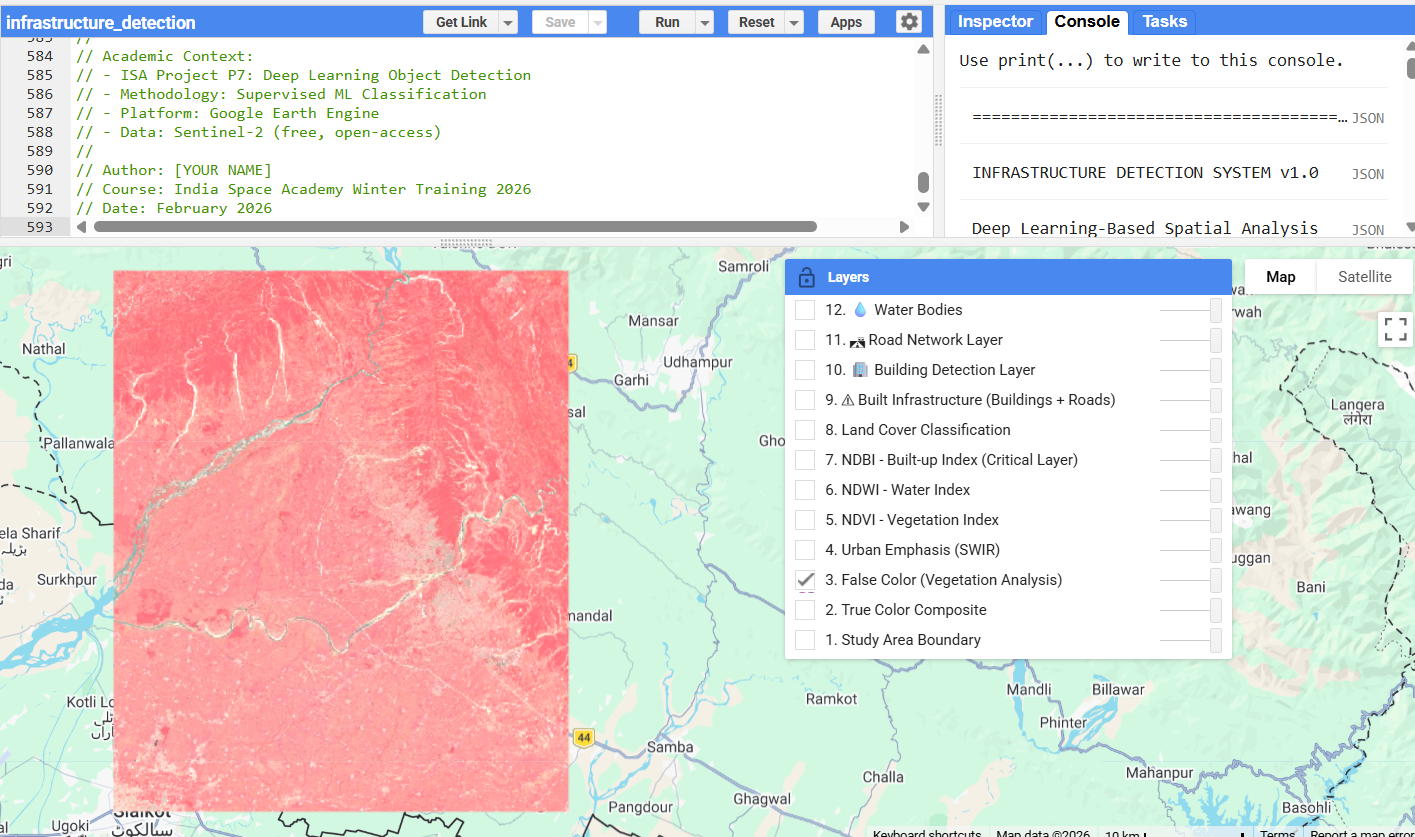 infrastructure_detection
Get Link
Save
Run
Reset
Apps
Inspector
Console
Tasks
584 // Academic Context:
585 // - ISA Project P7: Deep Learning Object Detection
586 // - Methodology: Supervised ML Classification
587 // - Platform: Google Earth Engine
588 // - Data: Sentinel-2 (free, open-access)
589 //
590 // Author: [YOUR NAME]
591 // Course: India Space Academy Winter Training 2026
592 // Date: February 2026
593
Use print(...) to write to this console.
=======================================… JSON
INFRASTRUCTURE DETECTION SYSTEM v1.0 JSON
Deep Learning-Based Spatial Analysis JSON
Layers
12. 💧 Water Bodies
11. 🛤 Road Network Layer
10. 🏢 Building Detection Layer
9. ⚠ Built Infrastructure (Buildings + Roads)
8. Land Cover Classification
7. NDBI - Built-up Index (Critical Layer)
6. NDWI - Water Index
5. NDVI - Vegetation Index
4. Urban Emphasis (SWIR)
3. False Color (Vegetation Analysis)
2. True Color Composite
1. Study Area Boundary
Map
Satellite
Samroli
Mansar
Nathal
Udhampur
Garhi
Pallanwala
ela Sharif
Surkhpur
Langera
लंगेरा
Bani
mandal
Kotli Lo
Ramkot
Mandli
Billawar
Phinter
44
Samba
Challa
Mahanpur
Ghagwal
Pangdour
Basohli
Sialkot
سيالكوٹ
Ugoki
Keyboard shortcuts
Map data ©2026
10 km
Terms
Report a map error